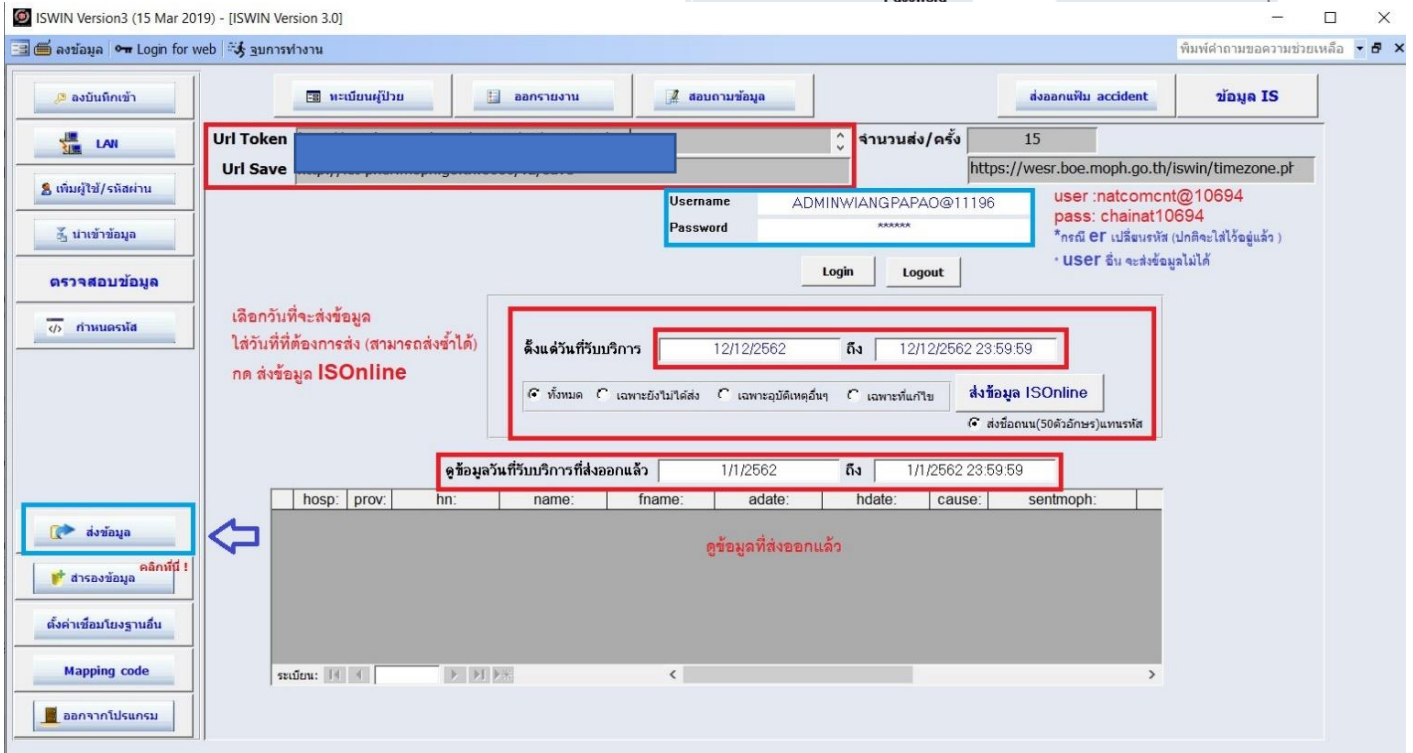 Password
ISWIN Version3 (15 Mar 2019) - [ISWIN Version 3.0]
ลงข้อมูล Login for web จบการทำงาน พิมพ์คำถามขอความช่วยเหลือ
ลงบันทึกเข้า ทะเบียนผู้ป่วย ออกรายงาน สอบถามข้อมูล ส่งออกแฟ้ม accident ข้อมูล IS
LAN
Url Token จำนวนส่ง/ครั้ง 15
Url Save https://wesr.boe.moph.go.th/iswin/timezone.ph
เพิ่มผู้ใช้/รหัสผ่าน
Username ADMINWIANGPAPAO@11196
Password ******
user :natcomcnt@10694
pass: chainat10694
*กรณี er เปลี่ยนรหัส (ปกติจะใส่ไว้อยู่แล้ว )
* user อื่น จะส่งข้อมูลไม่ได้
นำเข้าข้อมูล
Login Logout
ตรวจสอบข้อมูล
กำหนดรหัส
เลือกวันที่จะส่งข้อมูล
ใส่วันที่ที่ต้องการส่ง (สามารถส่งซ้ำได้)
กด ส่งข้อมูล ISOnline
ตั้งแต่วันที่รับบริการ 12/12/2562 ถึง 12/12/2562 23:59:59
ทั้งหมด เฉพาะยังไม่ได้ส่ง เฉพาะอุบัติเหตุอื่นๆ เฉพาะที่แก้ไข ส่งข้อมูล ISOnline
ส่งชื่อถนน(50ตัวอักษร)แทนรหัส
ดูข้อมูลวันที่รับบริการที่ส่งออกแล้ว 1/1/2562 ถึง 1/1/2562 23:59:59
hosp: prov: hn: name: fname: adate: hdate: cause: sentmoph:
ดูข้อมูลที่ส่งออกแล้ว
ส่งข้อมูล
คลิกที่นี่ !
สำรองข้อมูล
ตั้งค่าเชื่อมโยงฐานอื่น
Mapping code
ระเบียน:
ออกจากโปรแกรม